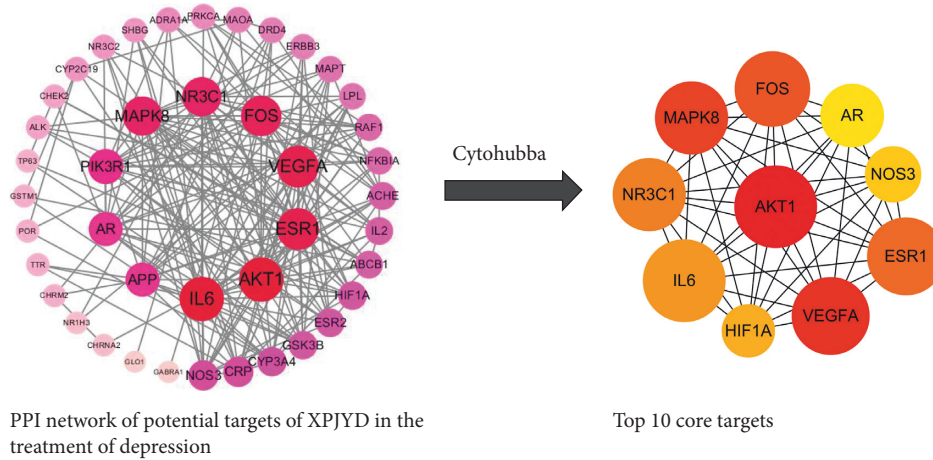 PRKCA
ADRA1A
MAOA
SHBG
DRD4
NR3C2
ERBB3
CYP2C19
MAPT
CHEK2
LPL
ALK
RAF1
TP63
NFKBIA
GSTM1
ACHE
POR
IL2
TTR
ABCB1
CHRM2
HIF1A
NR1H3
ESR2
CHRNA2
GSK3B
GLO1
CYP3A4
GABRA1
NOS3
CRP
NR3C1
MAPK8
FOS
PIK3R1
VEGFA
AR
ESR1
APP
AKT1
IL6
Cytohubba
FOS
MAPK8
AR
NOS3
NR3C1
AKT1
ESR1
IL6
HIF1A
VEGFA
PPI network of potential targets of XPJYD in the
treatment of depression
Top 10 core targets